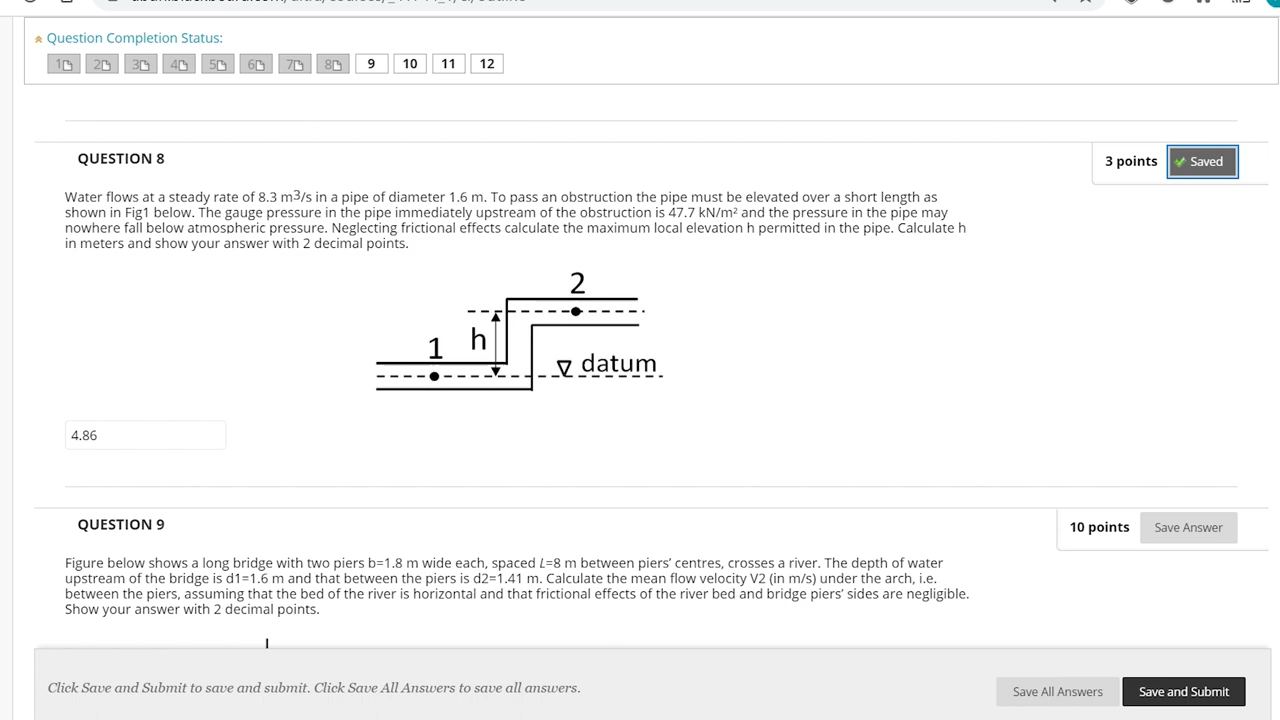 Question Completion Status:
1 2 3 4 5 6 7 8 9 10 11 12
QUESTION 8
3 points
Saved
Water flows at a steady rate of 8.3 m3/s in a pipe of diameter 1.6 m. To pass an obstruction the pipe must be elevated over a short length as
shown in Fig1 below. The gauge pressure in the pipe immediately upstream of the obstruction is 47.7 kN/m² and the pressure in the pipe may
nowhere fall below atmospheric pressure. Neglecting frictional effects calculate the maximum local elevation h permitted in the pipe. Calculate h
in meters and show your answer with 2 decimal points.
2
1 h
datum
4.86
QUESTION 9
10 points
Save Answer
Figure below shows a long bridge with two piers b=1.8 m wide each, spaced L=8 m between piers’ centres, crosses a river. The depth of water
upstream of the bridge is d1=1.6 m and that between the piers is d2=1.41 m. Calculate the mean flow velocity V2 (in m/s) under the arch, i.e.
between the piers, assuming that the bed of the river is horizontal and that frictional effects of the river bed and bridge piers’ sides are negligible.
Show your answer with 2 decimal points.
Click Save and Submit to save and submit. Click Save All Answers to save all answers.
Save All Answers
Save and Submit